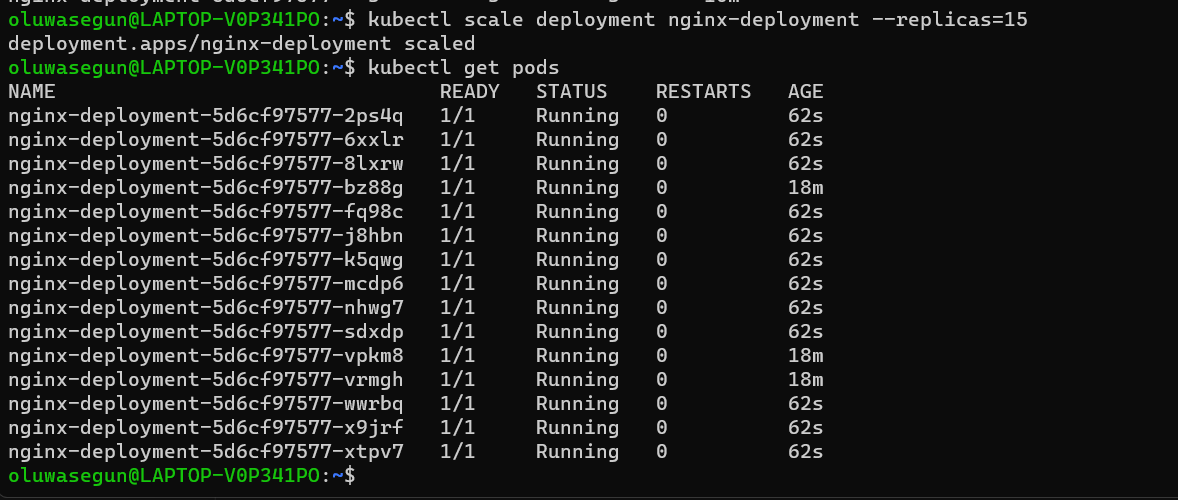 oluwasegun@LAPTOP-V0P341PO:~$ kubectl scale deployment nginx-deployment --replicas=15
deployment.apps/nginx-deployment scaled
oluwasegun@LAPTOP-V0P341PO:~$ kubectl get pods
NAME READY STATUS RESTARTS AGE
nginx-deployment-5d6cf97577-2ps4q 1/1 Running 0 62s
nginx-deployment-5d6cf97577-6xxlr 1/1 Running 0 62s
nginx-deployment-5d6cf97577-8lxrw 1/1 Running 0 62s
nginx-deployment-5d6cf97577-bz88g 1/1 Running 0 18m
nginx-deployment-5d6cf97577-fq98c 1/1 Running 0 62s
nginx-deployment-5d6cf97577-j8hbn 1/1 Running 0 62s
nginx-deployment-5d6cf97577-k5qwg 1/1 Running 0 62s
nginx-deployment-5d6cf97577-mcdp6 1/1 Running 0 62s
nginx-deployment-5d6cf97577-nhwg7 1/1 Running 0 62s
nginx-deployment-5d6cf97577-sdxdp 1/1 Running 0 62s
nginx-deployment-5d6cf97577-vpkm8 1/1 Running 0 18m
nginx-deployment-5d6cf97577-vrmgh 1/1 Running 0 18m
nginx-deployment-5d6cf97577-wwrbq 1/1 Running 0 62s
nginx-deployment-5d6cf97577-x9jrf 1/1 Running 0 62s
nginx-deployment-5d6cf97577-xtpv7 1/1 Running 0 62s
oluwasegun@LAPTOP-V0P341PO:~$